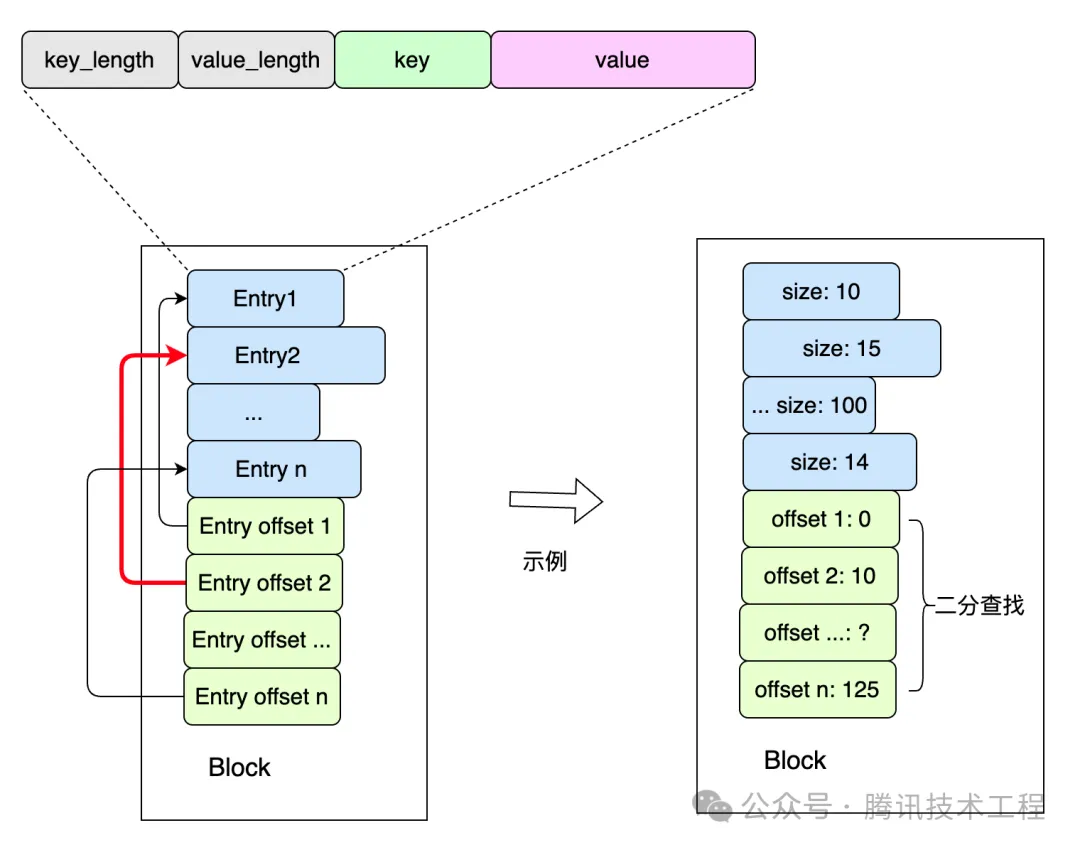 key_length
value_length
key
value
Entry1
Entry2
...
Entry n
Entry offset 1
Entry offset 2
Entry offset ...
Entry offset n
Block
示例
size: 10
size: 15
... size: 100
size: 14
offset 1: 0
offset 2: 10
offset ...: ?
offset n: 125
二分查找
Block
公众号 · 腾讯技术工程